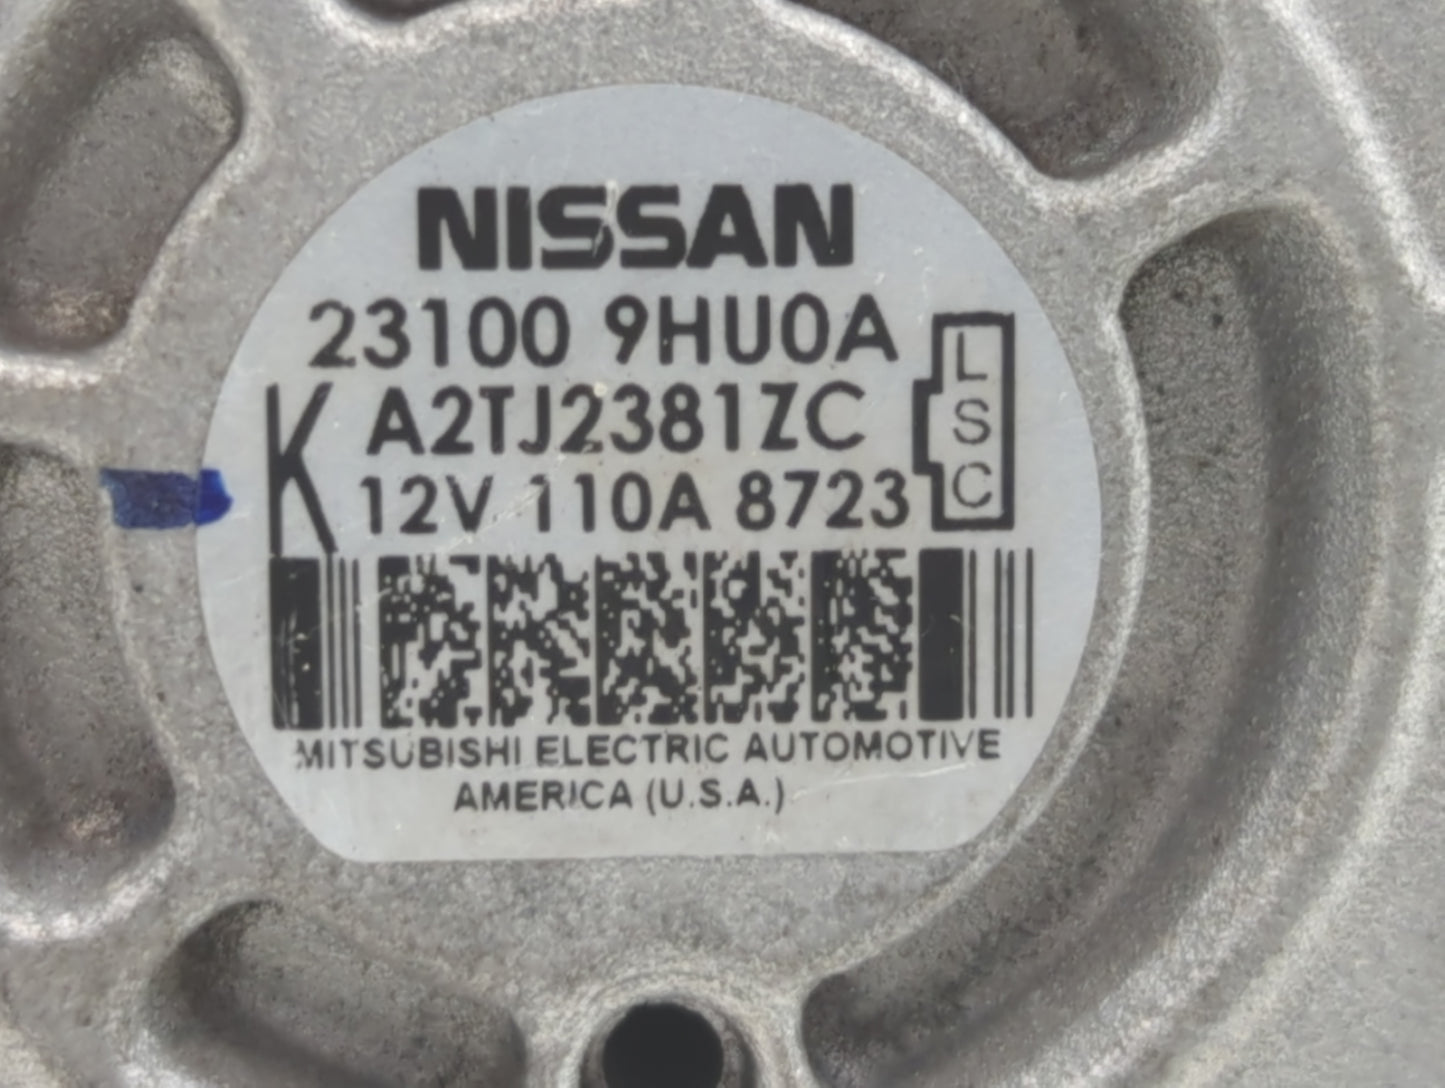 NISSAN
23100 9HU0A
K
A2TJ2381ZC
12V 110A 8723
L
S
C
MITSUBISHI ELECTRIC AUTOMOTIVE
AMERICA (U.S.A.)